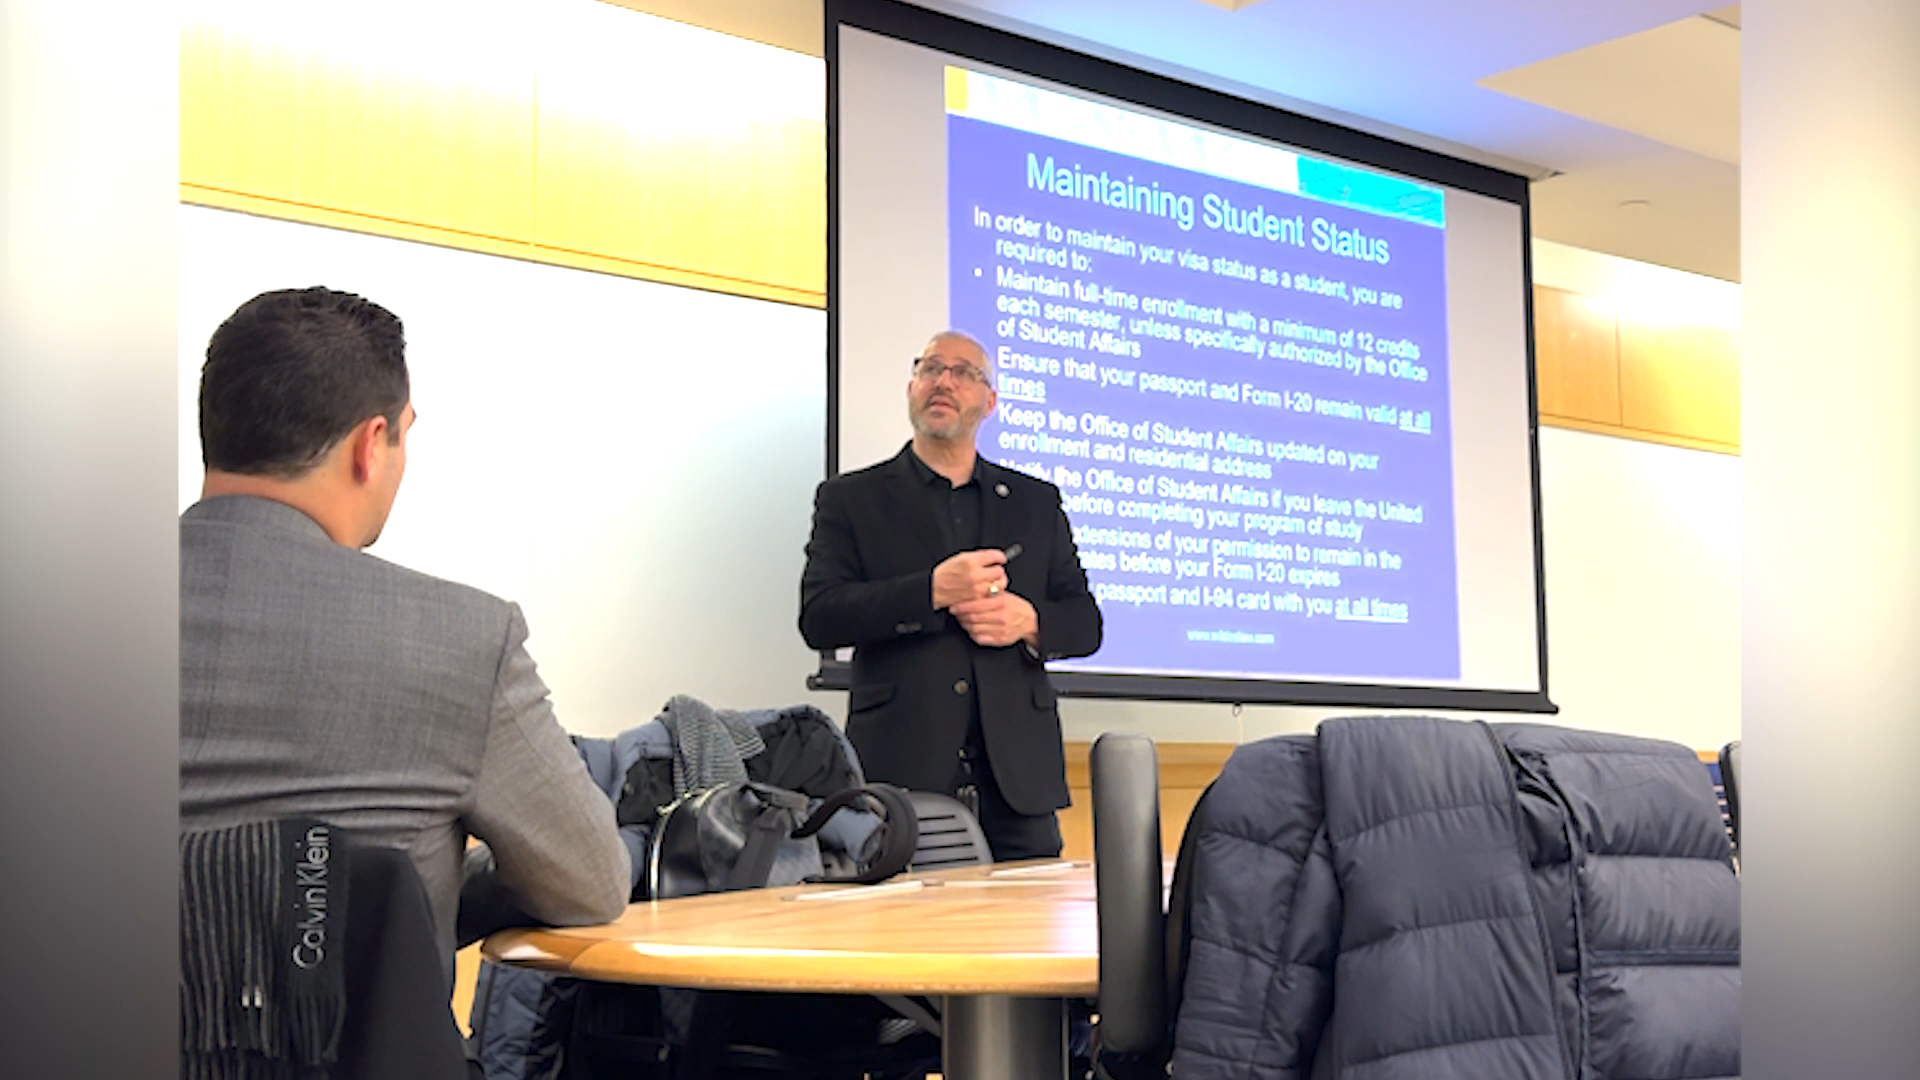 Maintaining Student Status
In order to maintain your visa status as a student, you are
required to:
• Maintain full-time enrollment with a minimum of 12 credits
each semester, unless specifically authorized by the Office
of Student Affairs
Ensure that your passport and Form I-20 remain valid at all
times
Keep the Office of Student Affairs updated on your
enrollment and residential address
Notify the Office of Student Affairs if you leave the United
before completing your program of study
extensions of your permission to remain in the
before your Form I-20 expires
passport and I-94 card with you at all times
Calvin Klein